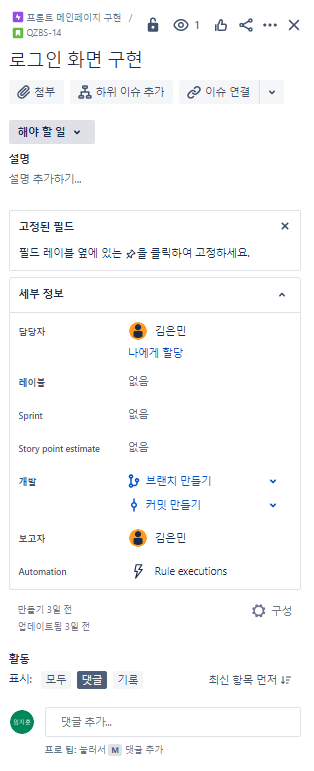 프론트 메인페이지 구현 /
QZBS-14
1
로그인 화면 구현
첨부
하위 이슈 추가
이슈 연결
해야 할 일
설명
설명 추가하기...
고정된 필드
필드 레이블 옆에 있는 을 클릭하여 고정하세요.
세부 정보
담당자 김은민
나에게 할당
레이블 없음
Sprint 없음
Story point estimate 없음
개발 브랜치 만들기
커밋 만들기
보고자 김은민
Automation Rule executions
만들기 3일 전
구성
업데이트됨 3일 전
활동
표시: 모두 댓글 기록 최신 항목 먼저
댓글 추가...
프로 팁: 눌러서 M 댓글 추가